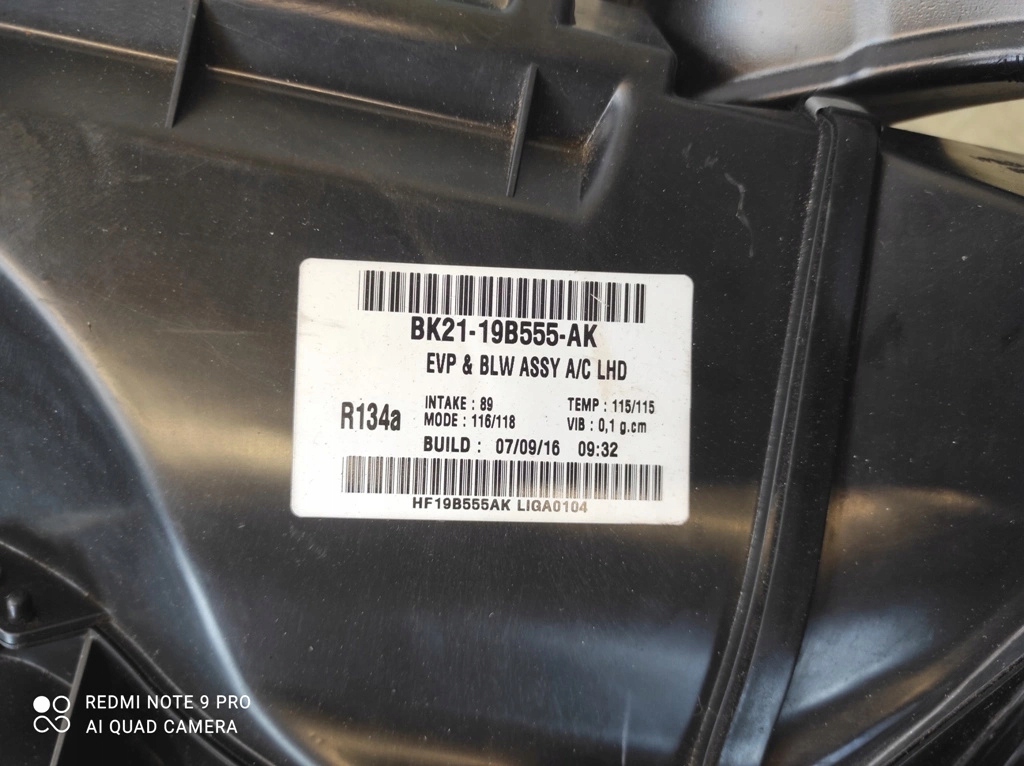 BK21-19B555-AK
EVP & BLW ASSY A/C LHD
R134a
INTAKE : 89 TEMP : 115/115
MODE : 116/118 VIB : 0,1 g.cm
BUILD : 07/09/16 09:32
HF19B555AK LIGA0104
REDMI NOTE 9 PRO
AI QUAD CAMERA